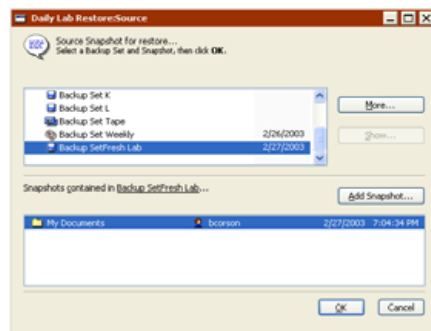 Daily Lab Restore:Source
Source Snapshot for restore...
Select a Backup Set and Snapshot, then click OK.
Backup Set K
Backup Set L
Backup Set Tape
Backup Set Weekly 2/26/2003
Backup SetFresh Lab 2/27/2003
More...
Show...
Snapshots contained in Backup SetFresh Lab...
Add Snapshot...
My Documents bcorson 2/27/2003 7:04:34 PM
OK
Cancel